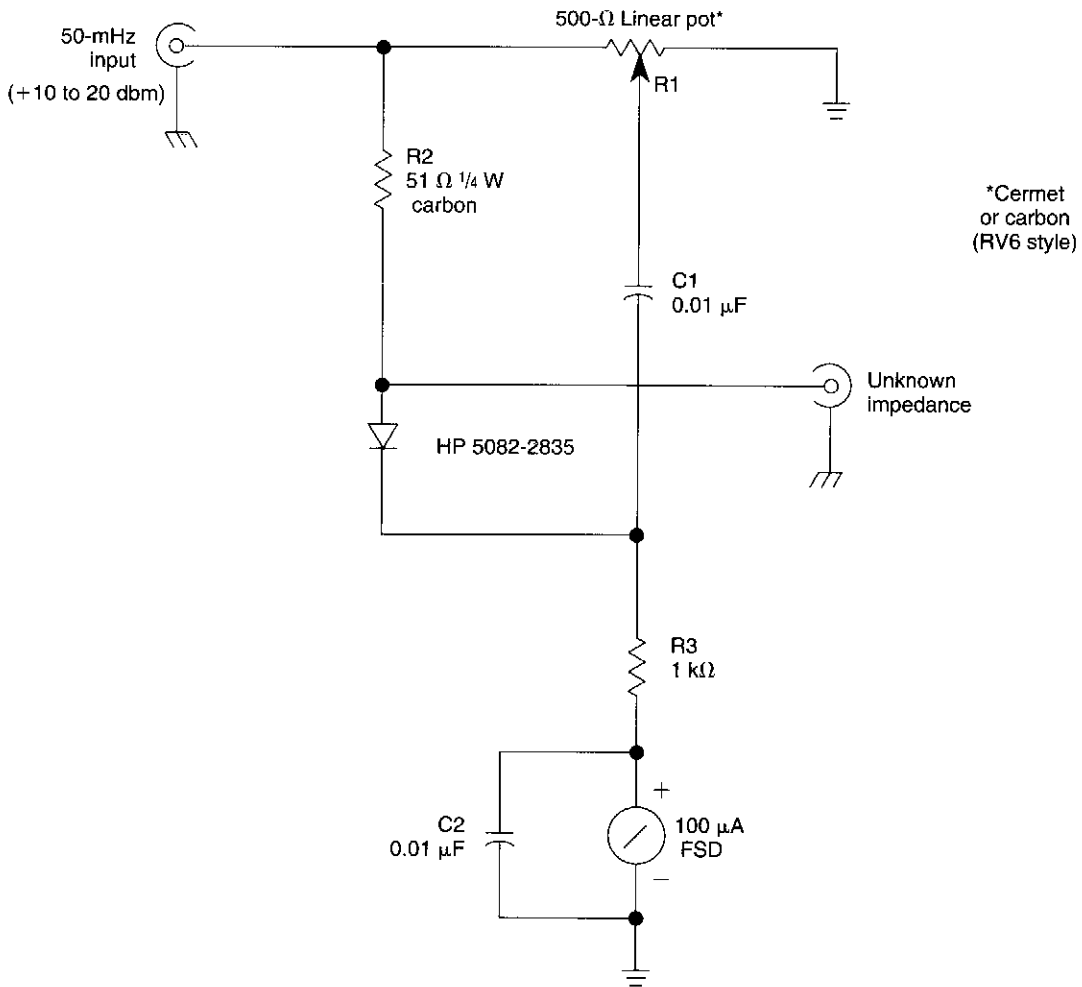 500-Ω Linear pot*
50-mHz
input
(+10 to 20 dbm)
R1
R2
51 Ω 1/4 W
carbon
*Cermet
or carbon
(RV6 style)
C1
0.01 μF
Unknown
impedance
HP 5082-2835
R3
1 kΩ
+
C2
0.01 μF
100 μA
FSD
−